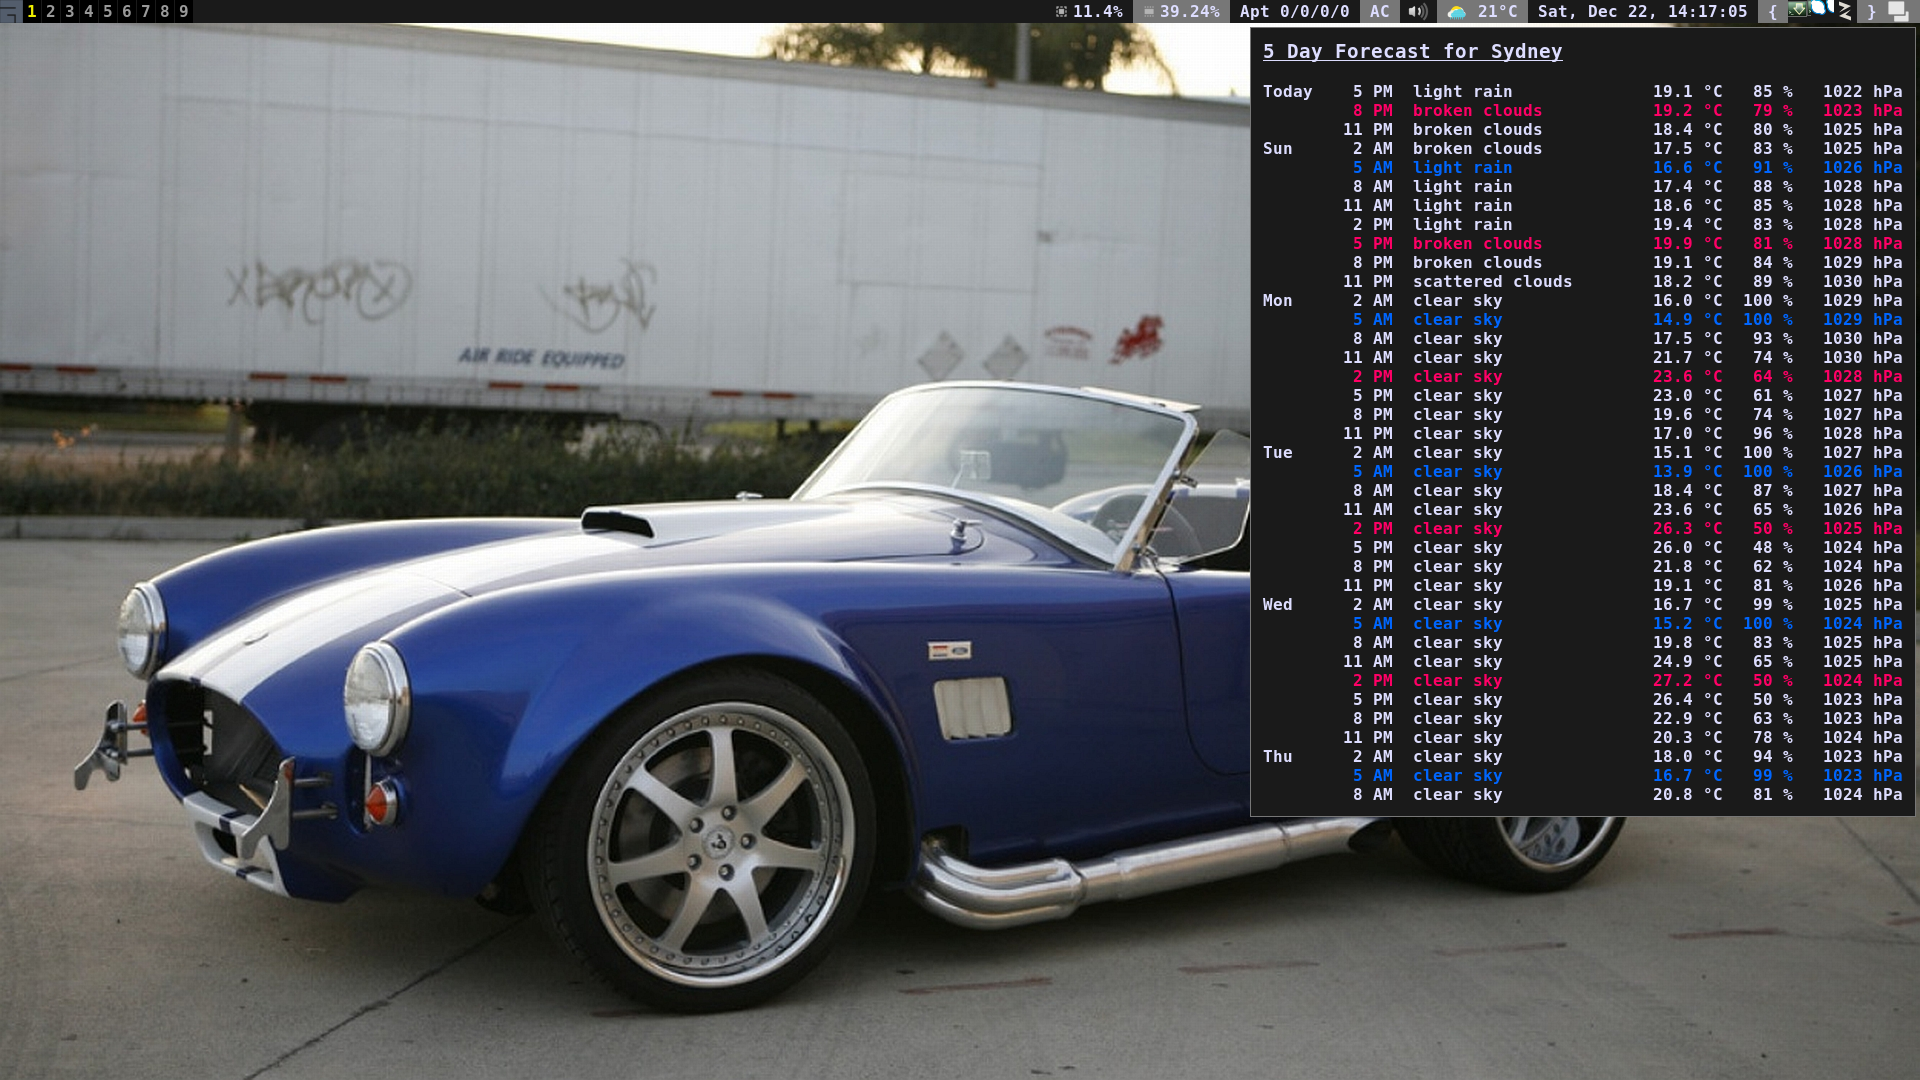 1 2 3 4 5 6 7 8 9
11.4% 39.24% Apt 0/0/0/0 AC 21°C Sat, Dec 22, 14:17:05 { }
5 Day Forecast for Sydney
Today 5 PM light rain 19.1 °C 85 % 1022 hPa
8 PM broken clouds 19.2 °C 79 % 1023 hPa
11 PM broken clouds 18.4 °C 80 % 1025 hPa
Sun 2 AM broken clouds 17.5 °C 83 % 1025 hPa
5 AM light rain 16.6 °C 91 % 1026 hPa
8 AM light rain 17.4 °C 88 % 1028 hPa
11 AM light rain 18.6 °C 85 % 1028 hPa
2 PM light rain 19.4 °C 83 % 1028 hPa
5 PM broken clouds 19.9 °C 81 % 1028 hPa
8 PM broken clouds 19.1 °C 84 % 1029 hPa
11 PM scattered clouds 18.2 °C 89 % 1030 hPa
Mon 2 AM clear sky 16.0 °C 100 % 1029 hPa
5 AM clear sky 14.9 °C 100 % 1029 hPa
8 AM clear sky 17.5 °C 93 % 1030 hPa
11 AM clear sky 21.7 °C 74 % 1030 hPa
2 PM clear sky 23.6 °C 64 % 1028 hPa
5 PM clear sky 23.0 °C 61 % 1027 hPa
8 PM clear sky 19.6 °C 74 % 1027 hPa
11 PM clear sky 17.0 °C 96 % 1028 hPa
Tue 2 AM clear sky 15.1 °C 100 % 1027 hPa
5 AM clear sky 13.9 °C 100 % 1026 hPa
8 AM clear sky 18.4 °C 87 % 1027 hPa
11 AM clear sky 23.6 °C 65 % 1026 hPa
2 PM clear sky 26.3 °C 50 % 1025 hPa
5 PM clear sky 26.0 °C 48 % 1024 hPa
8 PM clear sky 21.8 °C 62 % 1024 hPa
11 PM clear sky 19.1 °C 81 % 1026 hPa
Wed 2 AM clear sky 16.7 °C 99 % 1025 hPa
5 AM clear sky 15.2 °C 100 % 1024 hPa
8 AM clear sky 19.8 °C 83 % 1025 hPa
11 AM clear sky 24.9 °C 65 % 1025 hPa
2 PM clear sky 27.2 °C 50 % 1024 hPa
5 PM clear sky 26.4 °C 50 % 1023 hPa
8 PM clear sky 22.9 °C 63 % 1023 hPa
11 PM clear sky 20.3 °C 78 % 1024 hPa
Thu 2 AM clear sky 18.0 °C 94 % 1023 hPa
5 AM clear sky 16.7 °C 99 % 1023 hPa
8 AM clear sky 20.8 °C 81 % 1024 hPa
AIR RIDE EQUIPPED